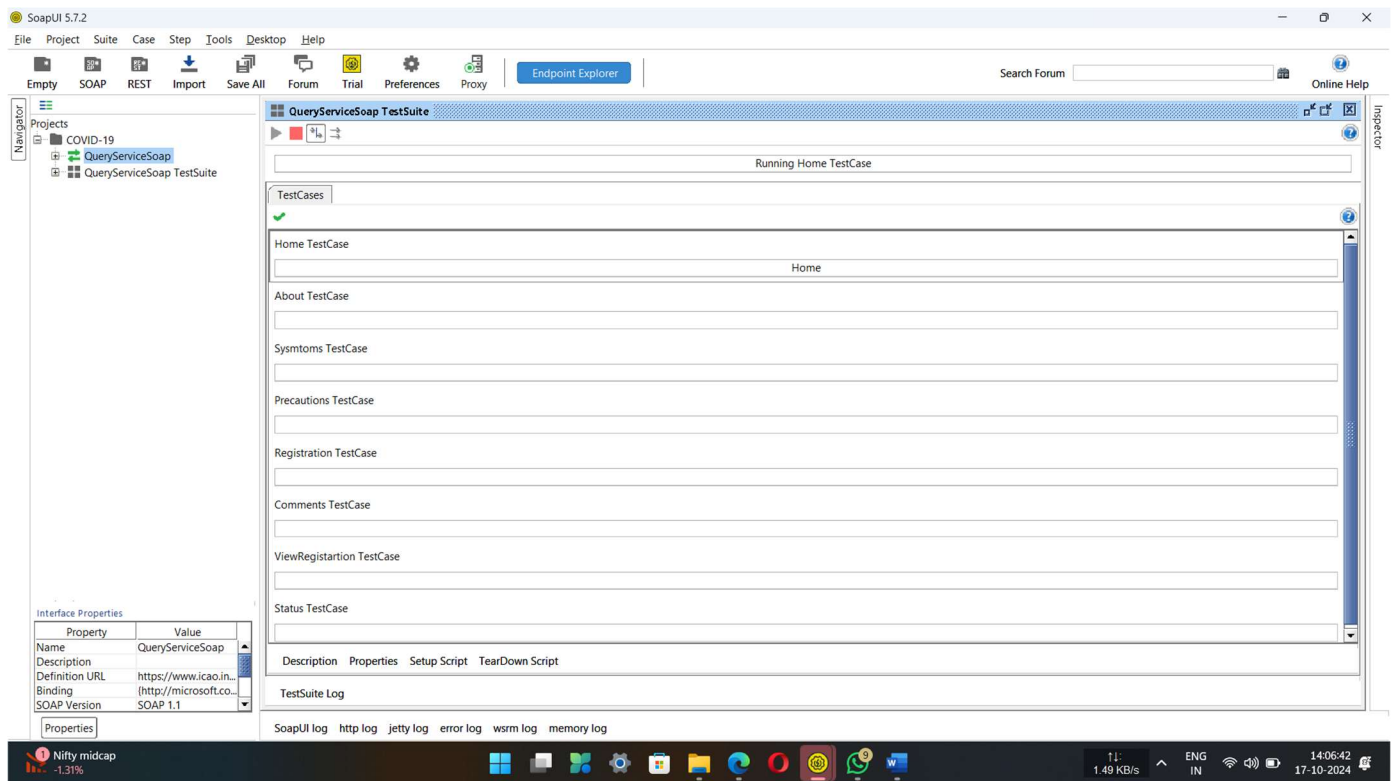 SoapUI 5.7.2
File Project Suite Case Step Tools Desktop Help
Empty SOAP REST Import Save All Forum Trial Preferences Proxy Endpoint Explorer Search Forum Online Help
Navigator
Projects
COVID-19
QueryServiceSoap
QueryServiceSoap TestSuite
Interface Properties
Property Value
Name QueryServiceSoap
Description
Definition URL https://www.icao.in...
Binding {http://microsoft.co...
SOAP Version SOAP 1.1
Properties
QueryServiceSoap TestSuite
Running Home TestCase
TestCases
Home TestCase
Home
About TestCase
Sysmtoms TestCase
Precautions TestCase
Registration TestCase
Comments TestCase
ViewRegistartion TestCase
Status TestCase
Description Properties Setup Script TearDown Script
TestSuite Log
SoapUI log http log jetty log error log wsrm log memory log
Inspector
1 Nifty midcap
-1.31%
9
W
1.49 KB/s
ENG
IN
14:06:42
17-10-2024